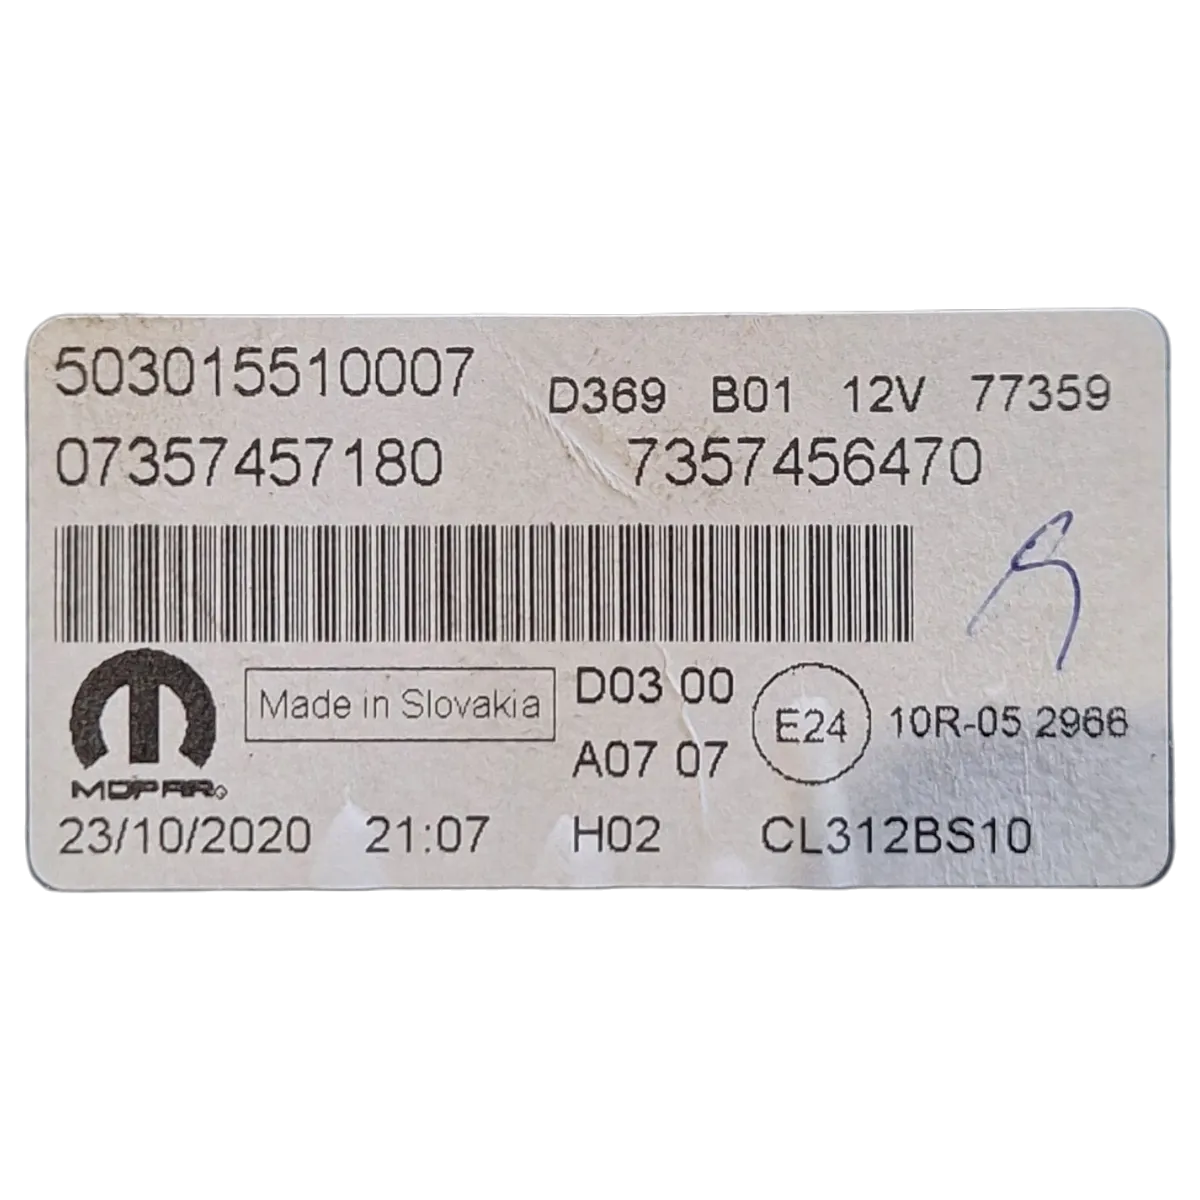 503015510007 D369 B01 12V 77359
07357457180 7357456470
Made in Slovakia D03 00
E24 10R-05 2966
MOPAR A07 07
23/10/2020 21:07 H02 CL312BS10